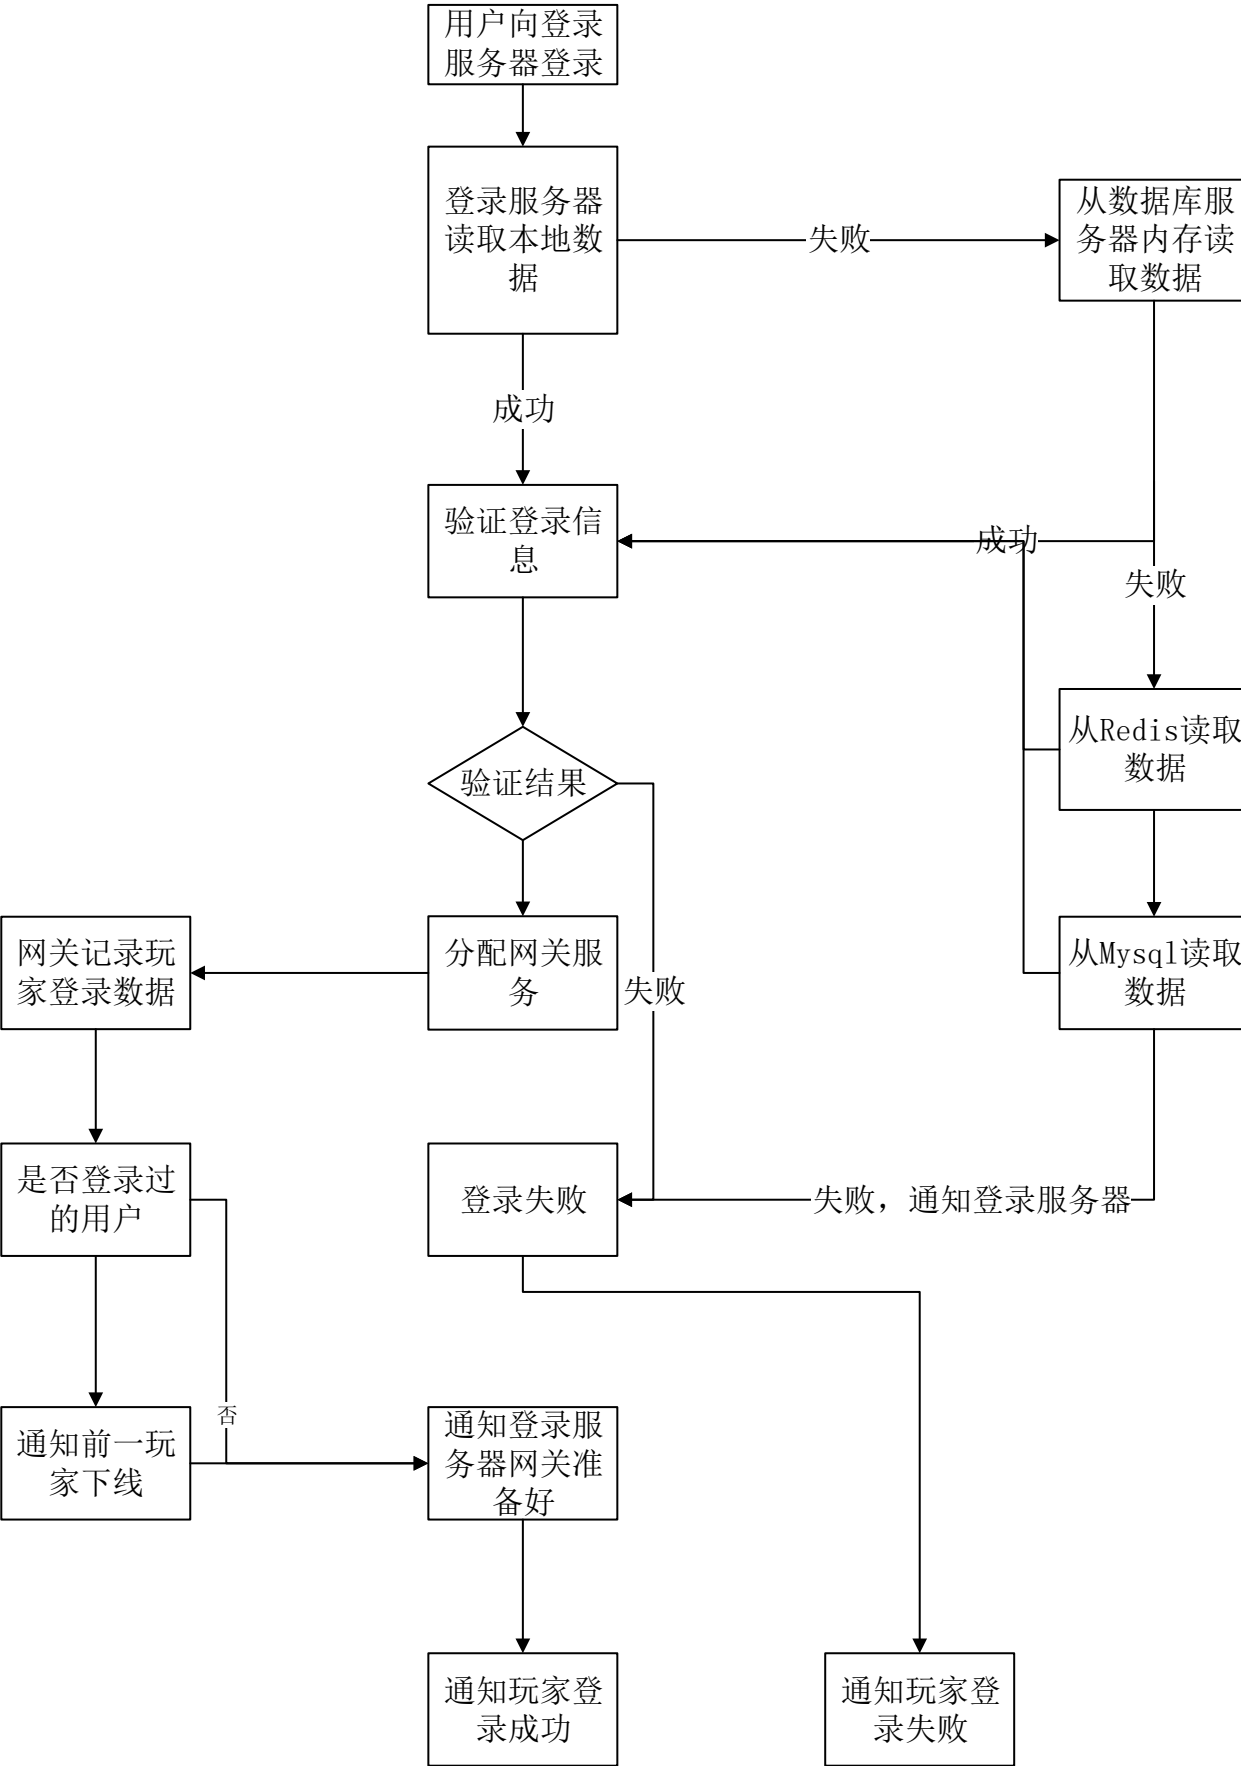 用户向登录
服务器登录
登录服务器
读取本地数
据
失败
从数据库服
务器内存读
取数据
成功
验证登录信
息
成功
失败
从Redis读取
数据
验证结果
网关记录玩
家登录数据
分配网关服
务
失败
从Mysql读取
数据
是否登录过
的用户
登录失败
失败，通知登录服务器
否
通知前一玩
家下线
通知登录服
务器网关准
备好
通知玩家登
录成功
通知玩家登
录失败